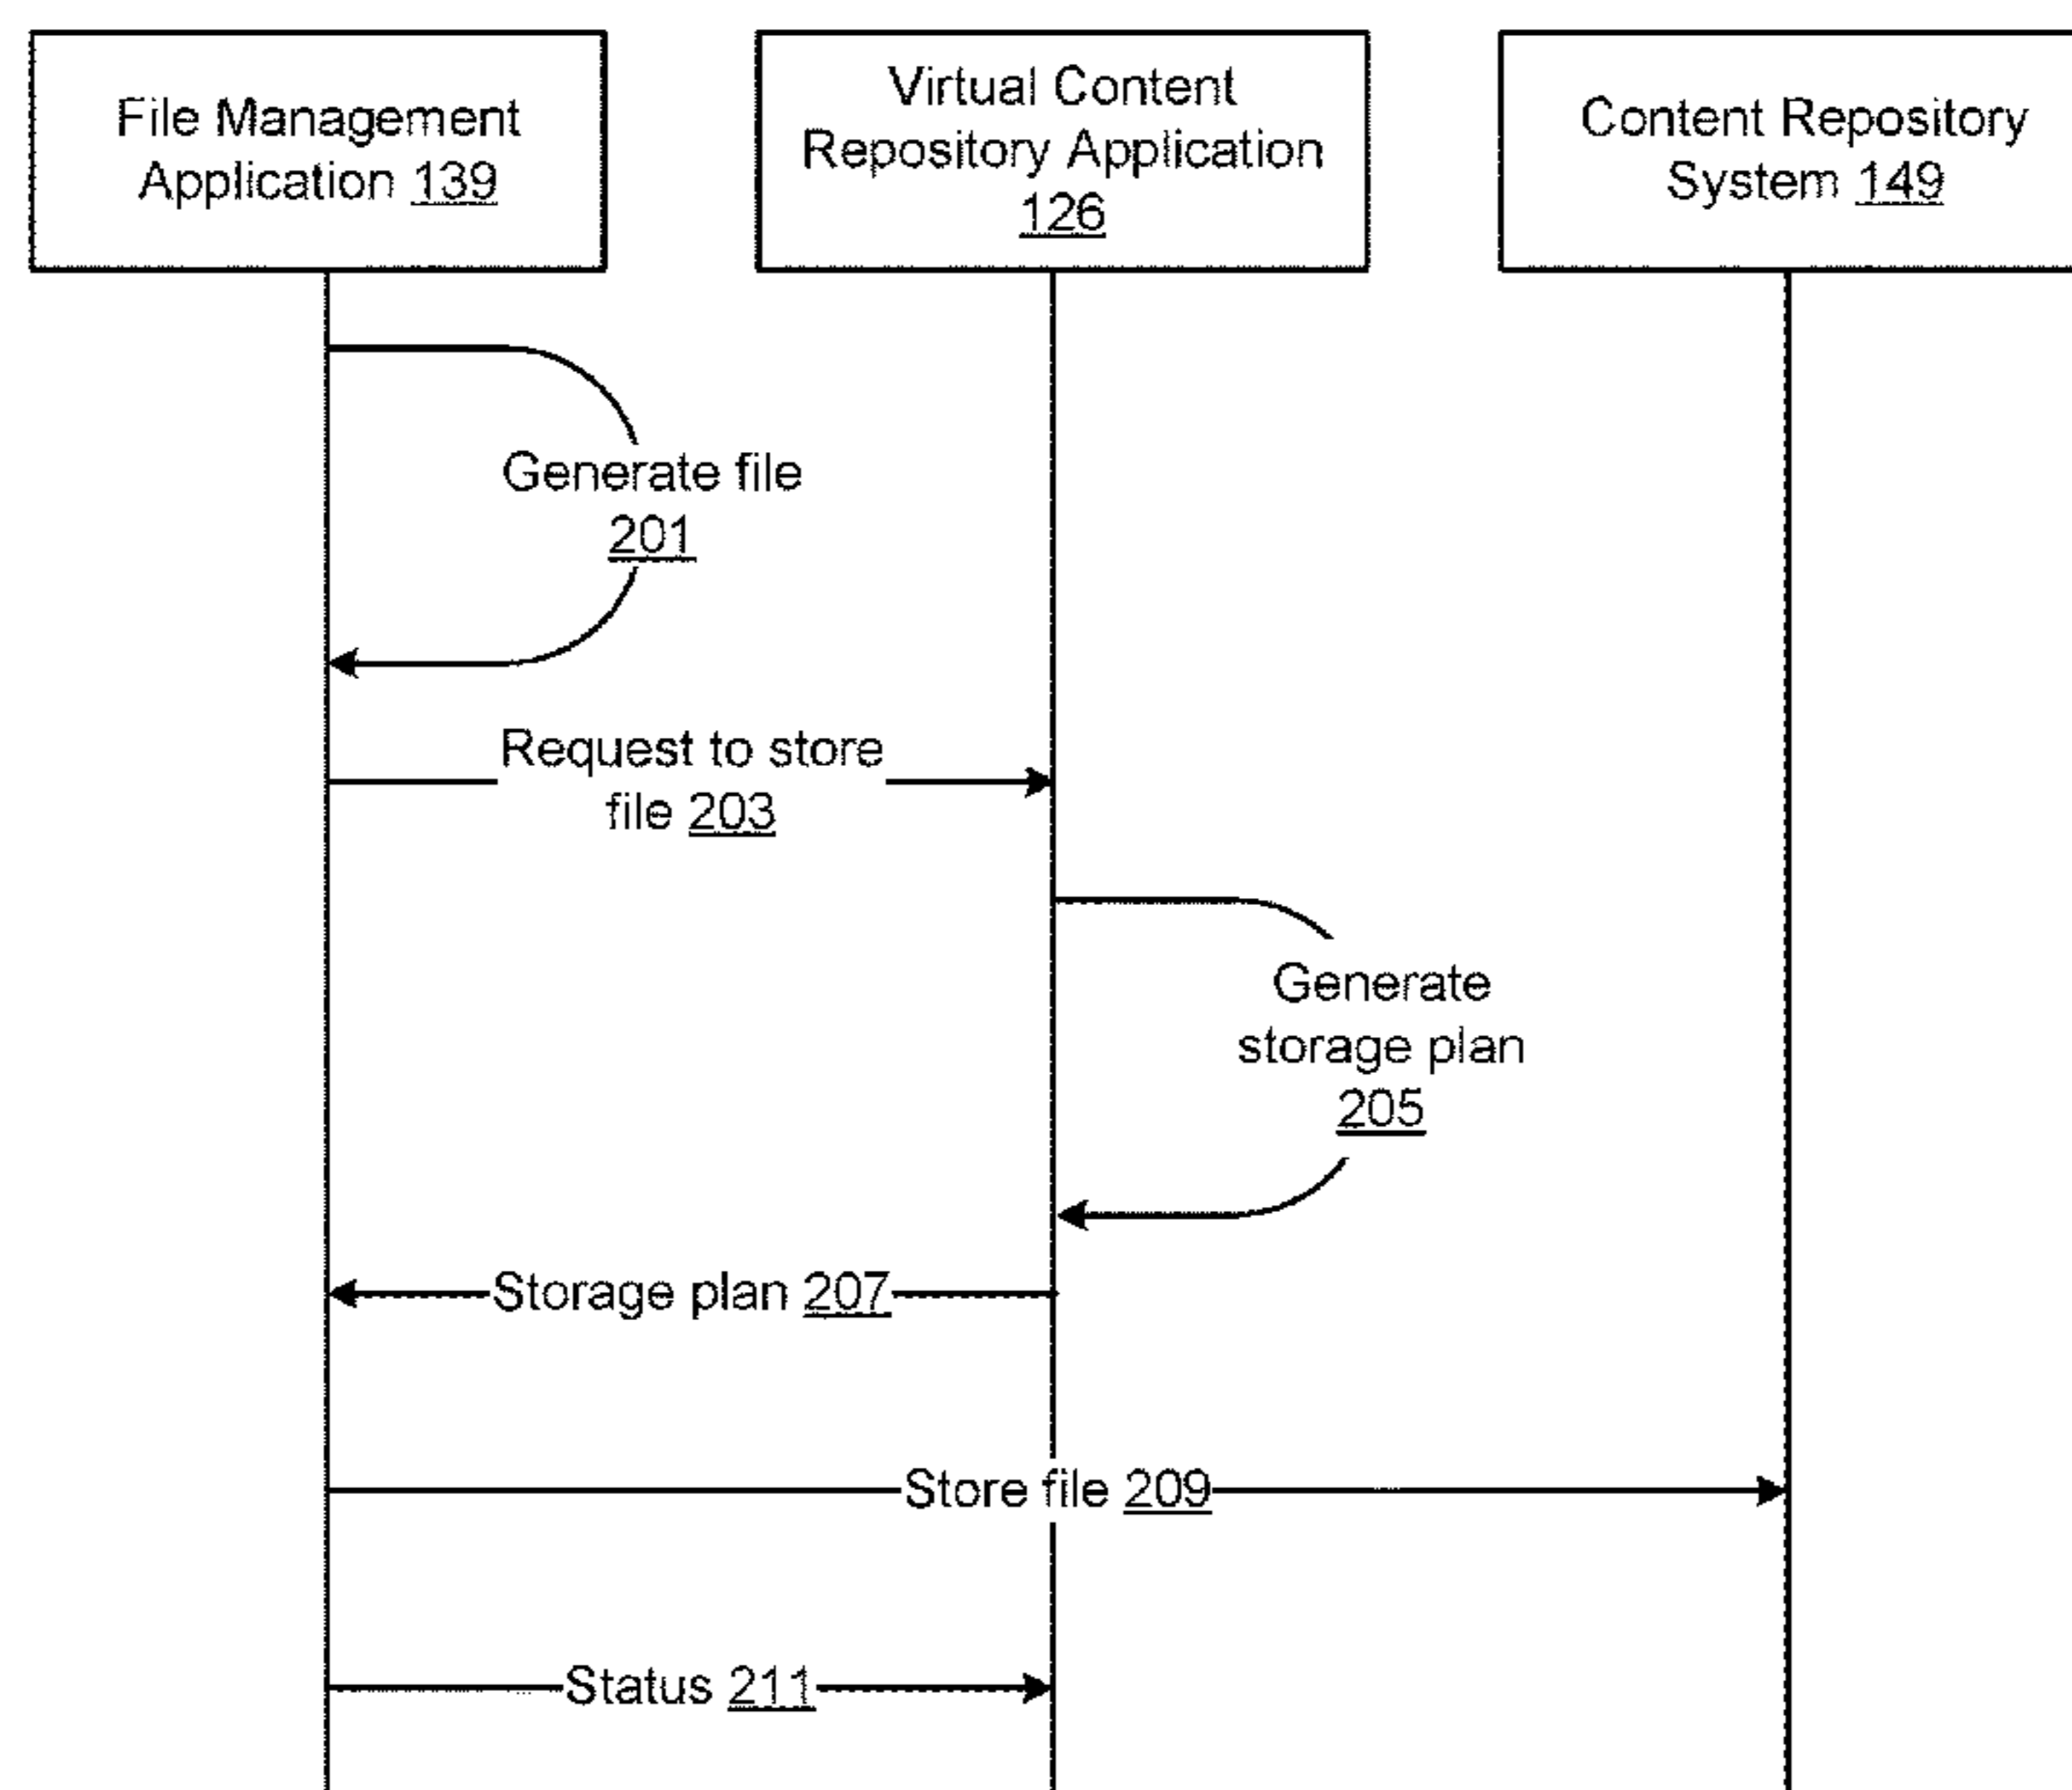 File Management
Application 139
Virtual Content
Repository Application
126
Content Repository
System 149
Generate file
201
Request to store
file 203
Generate
storage plan
205
Storage plan 207
Store file 209
Status 211